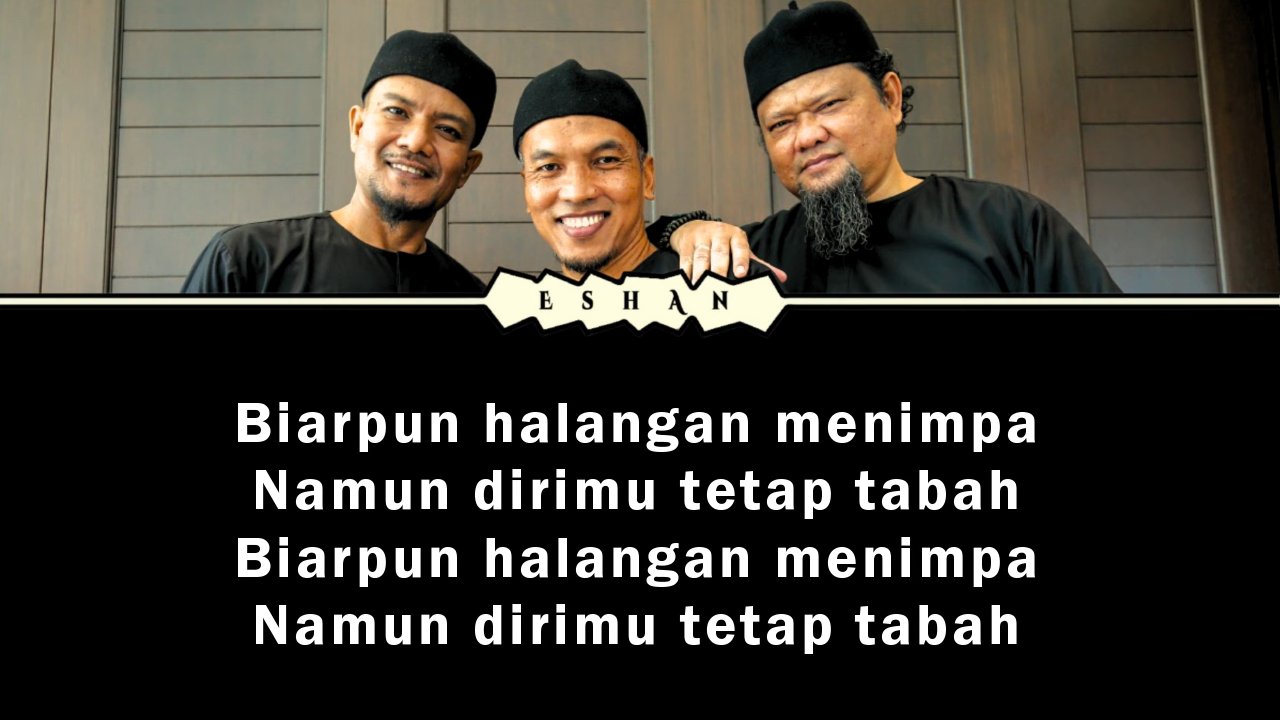 ESHAN
Biarpun halangan menimpa
Namun dirimu tetap tabah
Biarpun halangan menimpa
Namun dirimu tetap tabah